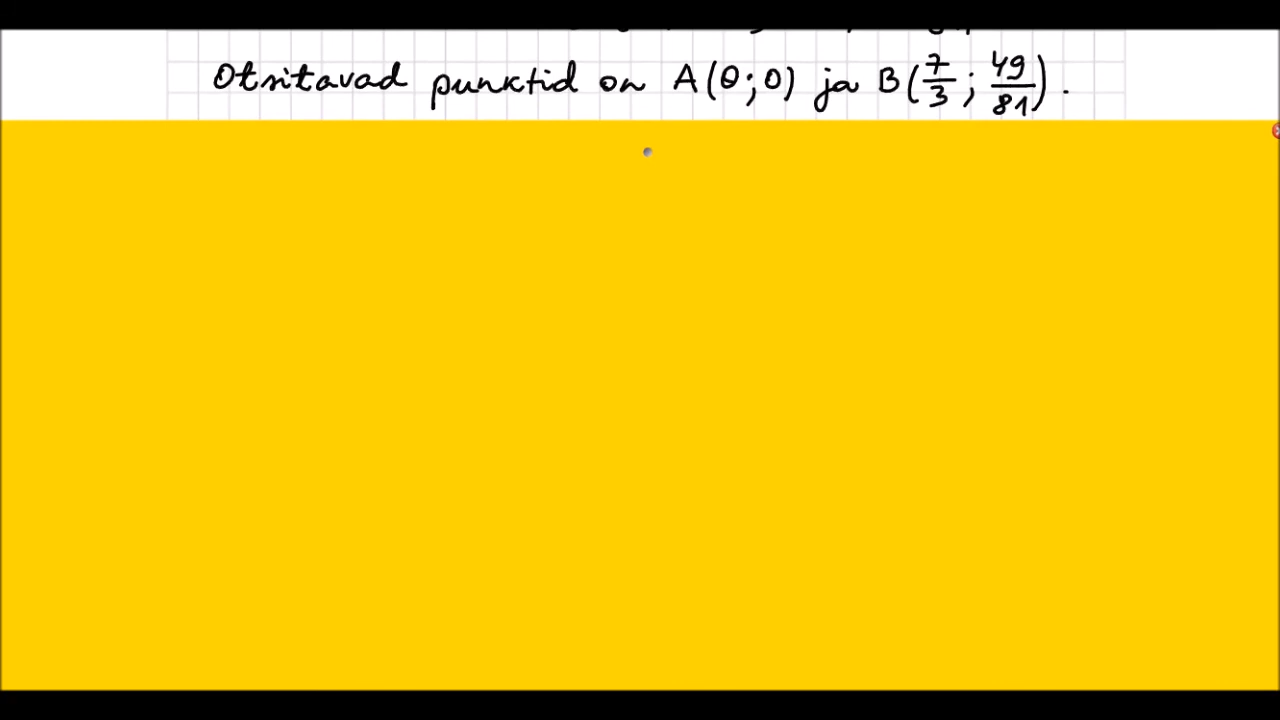 Otsitavad punktid on A(0;0) ja B(7/3; 49/81).